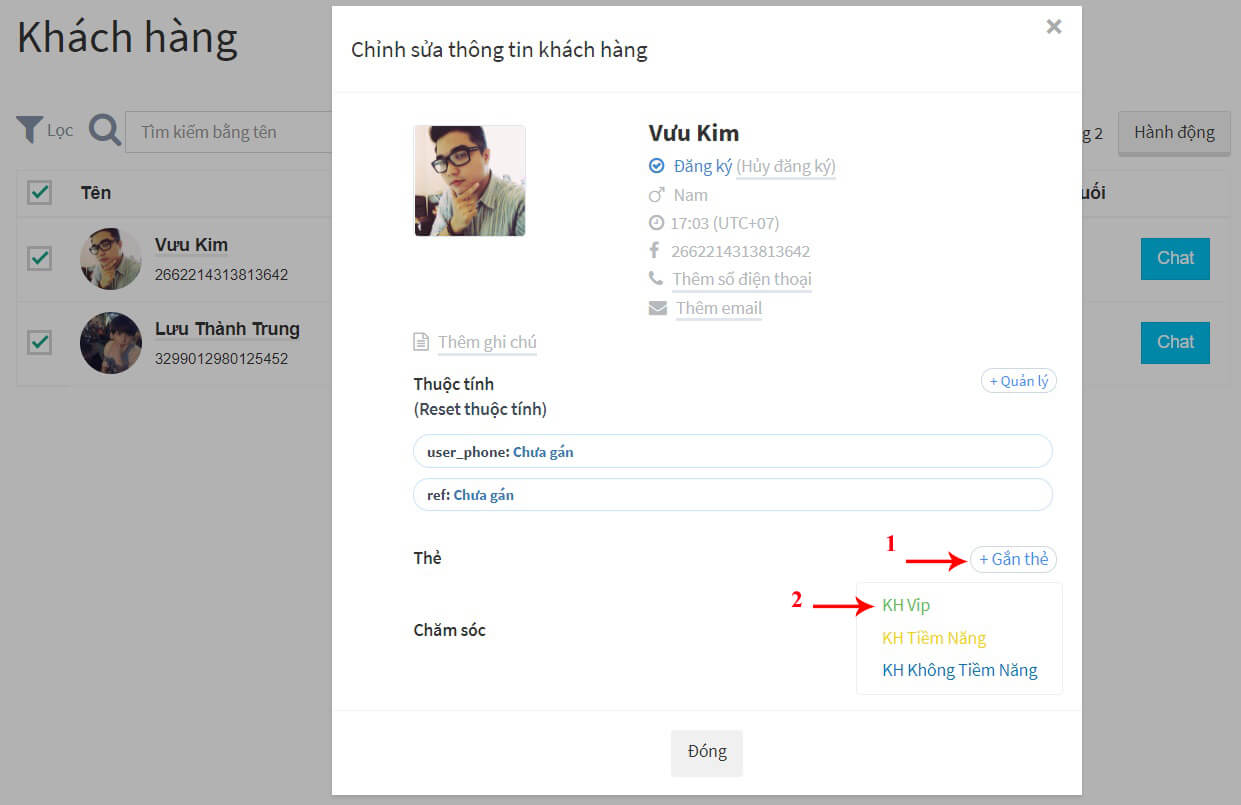 Khách hàng
Lọc
Tìm kiếm bằng tên
g 2
Hành động
Tên
uối
Vưu Kim
2662214313813642
Chat
Lưu Thành Trung
3299012980125452
Chat
Chỉnh sửa thông tin khách hàng
×
Vưu Kim
Đăng ký (Hủy đăng ký)
Nam
17:03 (UTC+07)
2662214313813642
Thêm số điện thoại
Thêm email
Thêm ghi chú
Thuộc tính
+ Quản lý
(Reset thuộc tính)
user_phone: Chưa gán
ref: Chưa gán
Thẻ
1
+ Gắn thẻ
2
KH Vip
Chăm sóc
KH Tiềm Năng
KH Không Tiềm Năng
Đóng